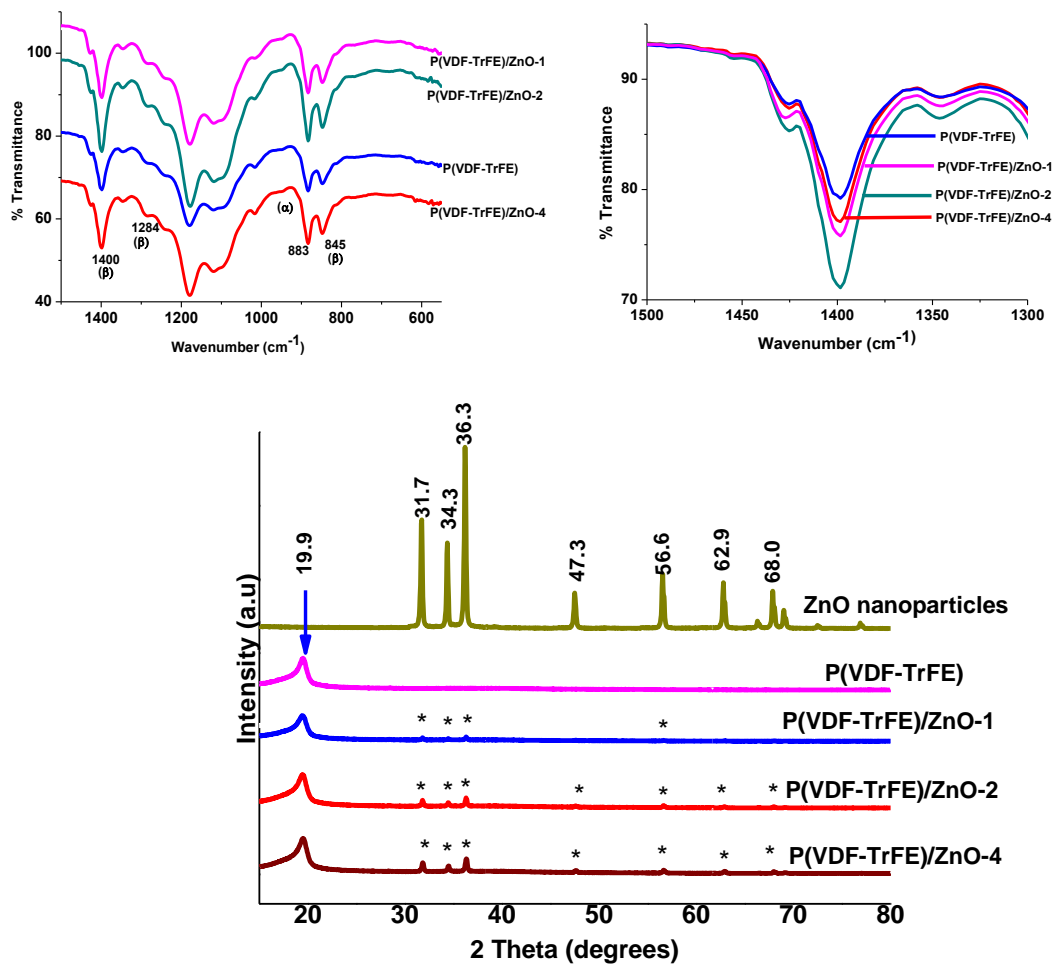 % Transmittance
100
80
60
40
P(VDF-TrFE)/ZnO-1
P(VDF-TrFE)/ZnO-2
P(VDF-TrFE)
P(VDF-TrFE)/ZnO-4
1400
(β)
1284
(β)
(α)
883
845
(β)
1400 1200 1000 800 600
Wavenumber (cm⁻¹)
% Transmittance
90
80
70
P(VDF-TrFE)
P(VDF-TrFE)/ZnO-1
P(VDF-TrFE)/ZnO-2
P(VDF-TrFE)/ZnO-4
1500 1450 1400 1350 1300
Wavenumber (cm⁻¹)
Intensity (a.u)
19.9
31.7
34.3
36.3
47.3
56.6
62.9
68.0
ZnO nanoparticles
P(VDF-TrFE)
* * * * P(VDF-TrFE)/ZnO-1
* * * * * * * P(VDF-TrFE)/ZnO-2
* * * * * * * P(VDF-TrFE)/ZnO-4
20 30 40 50 60 70 80
2 Theta (degrees)